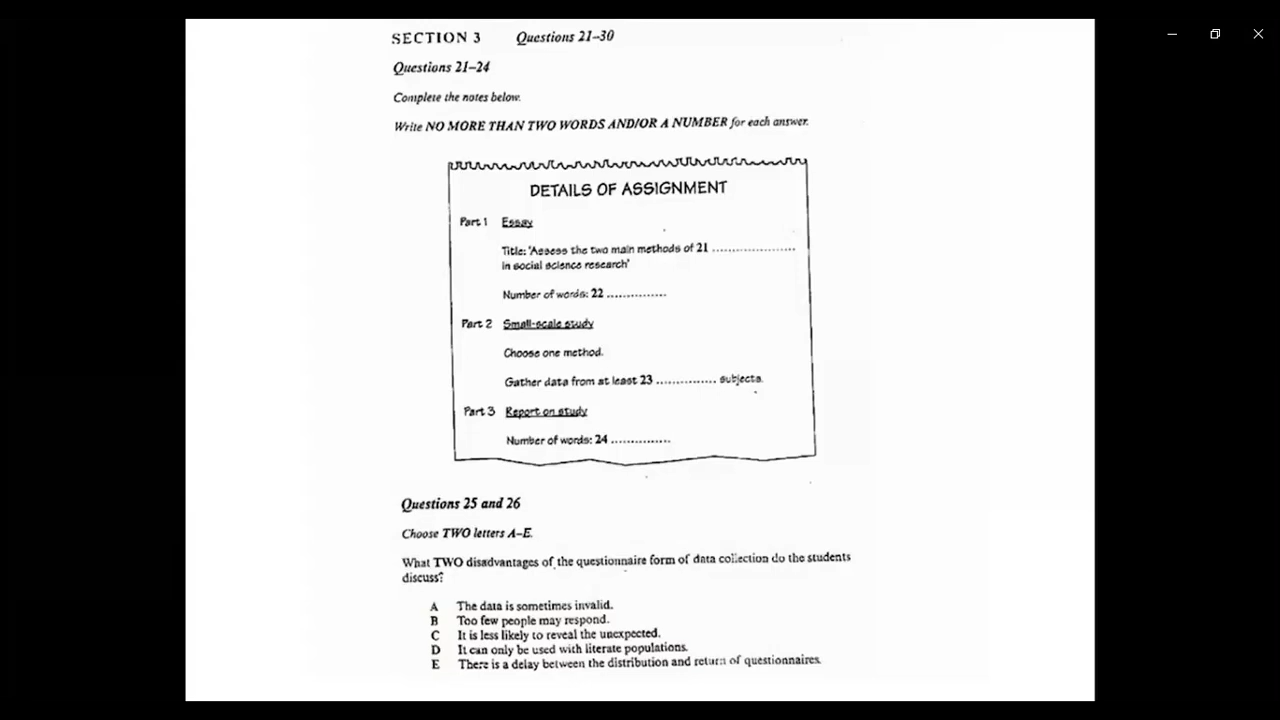 SECTION 3 Questions 21–30
Questions 21–24
Complete the notes below.
Write NO MORE THAN TWO WORDS AND/OR A NUMBER for each answer.
DETAILS OF ASSIGNMENT
Part 1 Essay
Title: 'Assess the two main methods of 21 .....................
in social science research'
Number of words: 22 ...............
Part 2 Small-scale study
Choose one method.
Gather data from at least 23 ............... subjects.
Part 3 Report on study
Number of words: 24 ...............
Questions 25 and 26
Choose TWO letters A–E.
What TWO disadvantages of the questionnaire form of data collection do the students
discuss?
A The data is sometimes invalid.
B Too few people may respond.
C It is less likely to reveal the unexpected.
D It can only be used with literate populations.
E There is a delay between the distribution and return of questionnaires.